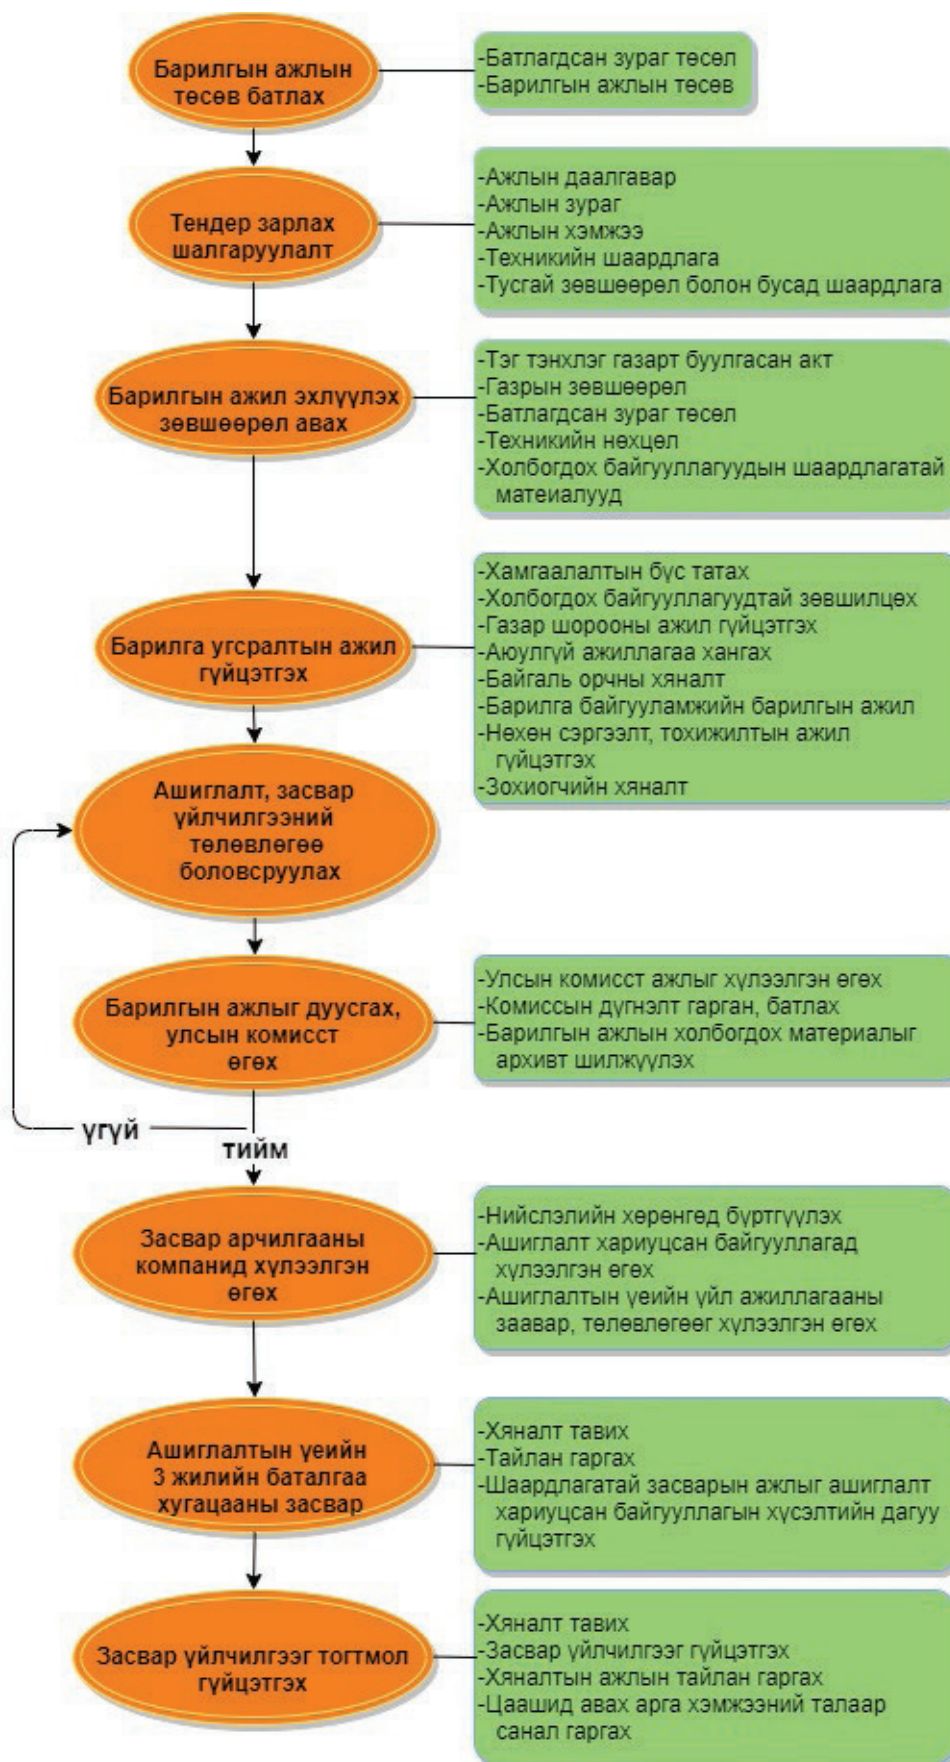 Барилгын ажлын
төсөв батлах
-Батлагдсан зураг төсөл
-Барилгын ажлын төсөв
Тендер зарлах
шалгаруулалт
-Ажлын даалгавар
-Ажлын зураг
-Ажлын хэмжээ
-Техникийн шаардлага
-Тусгай зөвшөөрөл болон бусад шаардлага
Барилгын ажил эхлүүлэх
зөвшөөрөл авах
-Тэг тэнхлэг газарт буулгасан акт
-Газрын зөвшөөрөл
-Батлагдсан зураг төсөл
-Техникийн нөхцөл
-Холбогдох байгууллагуудын шаардлагатай
матеиалууд
Барилга угсралтын ажил
гүйцэтгэх
-Хамгаалалтын бүс татах
-Холбогдох байгууллагуудтай зөвшилцөх
-Газар шорооны ажил гүйцэтгэх
-Аюулгүй ажиллагаа хангах
-Байгаль орчны хяналт
-Барилга байгууламжийн барилгын ажил
-Нөхөн сэргээлт, тохижилтын ажил
гүйцэтгэх
-Зохиогчийн хяналт
Ашиглалт, засвар
үйлчилгээний
төлөвлөгөө
боловсруулах
Барилгын ажлыг дуусгах,
улсын комисст
өгөх
-Улсын комисст ажлыг хүлээлгэн өгөх
-Комиссын дүгнэлт гарган, батлах
-Барилгын ажлын холбогдох материалыг
архивт шилжүүлэх
үгүй
тийм
Засвар арчилгааны
компанид хүлээлгэн
өгөх
-Нийслэлийн хөрөнгөд бүртгүүлэх
-Ашиглалт хариуцсан байгууллагад
хүлээлгэн өгөх
-Ашиглалтын үеийн үйл ажиллагааны
заавар, төлөвлөгөөг хүлээлгэн өгөх
Ашиглалтын үеийн
3 жилийн баталгаа
хугацааны засвар
-Хяналт тавих
-Тайлан гаргах
-Шаардлагатай засварын ажлыг ашиглалт
хариуцсан байгууллагын хүсэлтийн дагуу
гүйцэтгэх
Засвар үйлчилгээг тогтмол
гүйцэтгэх
-Хяналт тавих
-Засвар үйлчилгээг гүйцэтгэх
-Хяналтын ажлын тайлан гаргах
-Цаашид авах арга хэмжээний талаар
санал гаргах